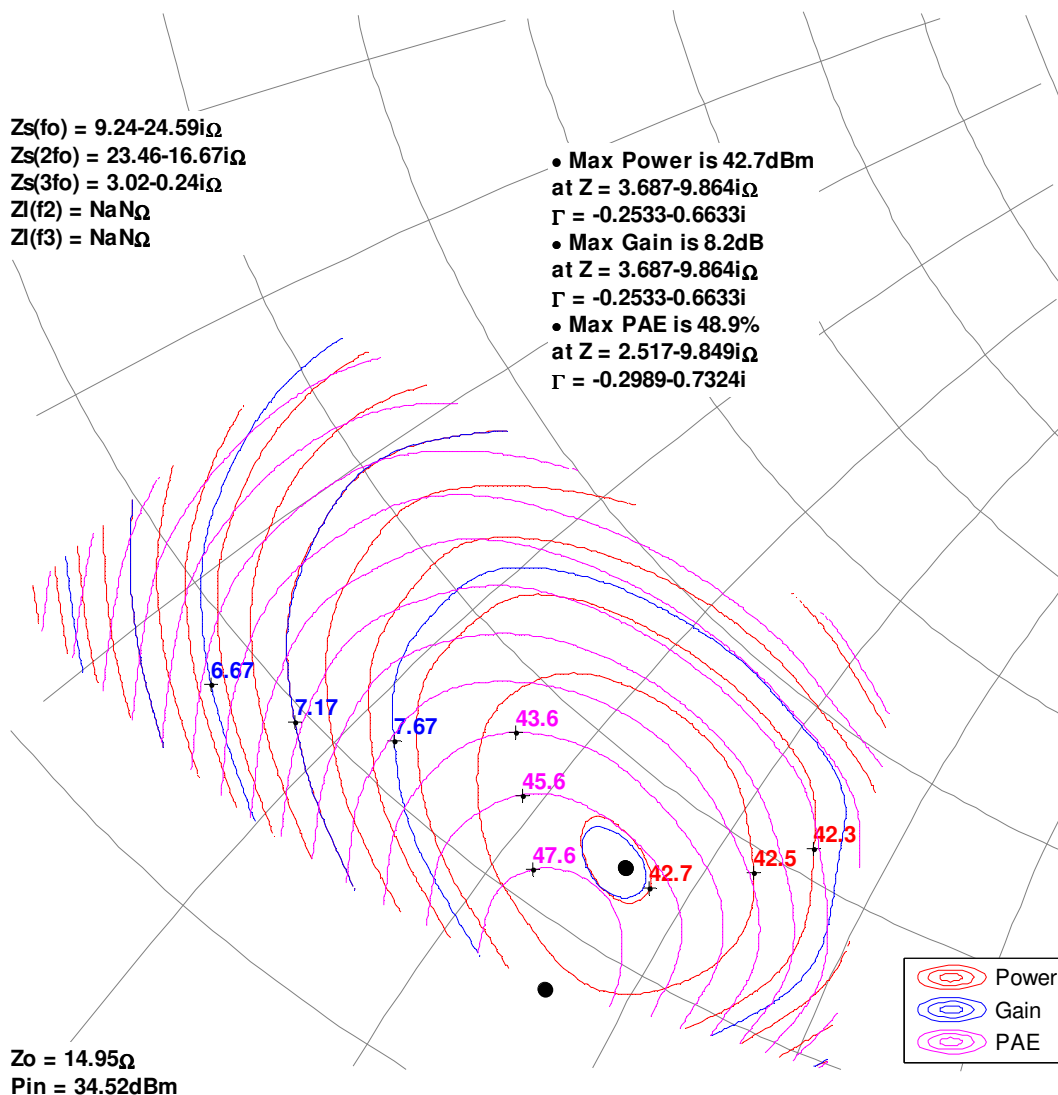 Zs(fo) = 9.24-24.59iΩ
Zs(2fo) = 23.46-16.67iΩ
Zs(3fo) = 3.02-0.24iΩ
Zl(f2) = NaNΩ
Zl(f3) = NaNΩ
• Max Power is 42.7dBm
at Z = 3.687-9.864iΩ
Γ = -0.2533-0.6633i
• Max Gain is 8.2dB
at Z = 3.687-9.864iΩ
Γ = -0.2533-0.6633i
• Max PAE is 48.9%
at Z = 2.517-9.849iΩ
Γ = -0.2989-0.7324i
6.67
7.17
7.67
43.6
45.6
47.6
42.7
42.5
42.3
Power
Gain
PAE
Zo = 14.95Ω
Pin = 34.52dBm